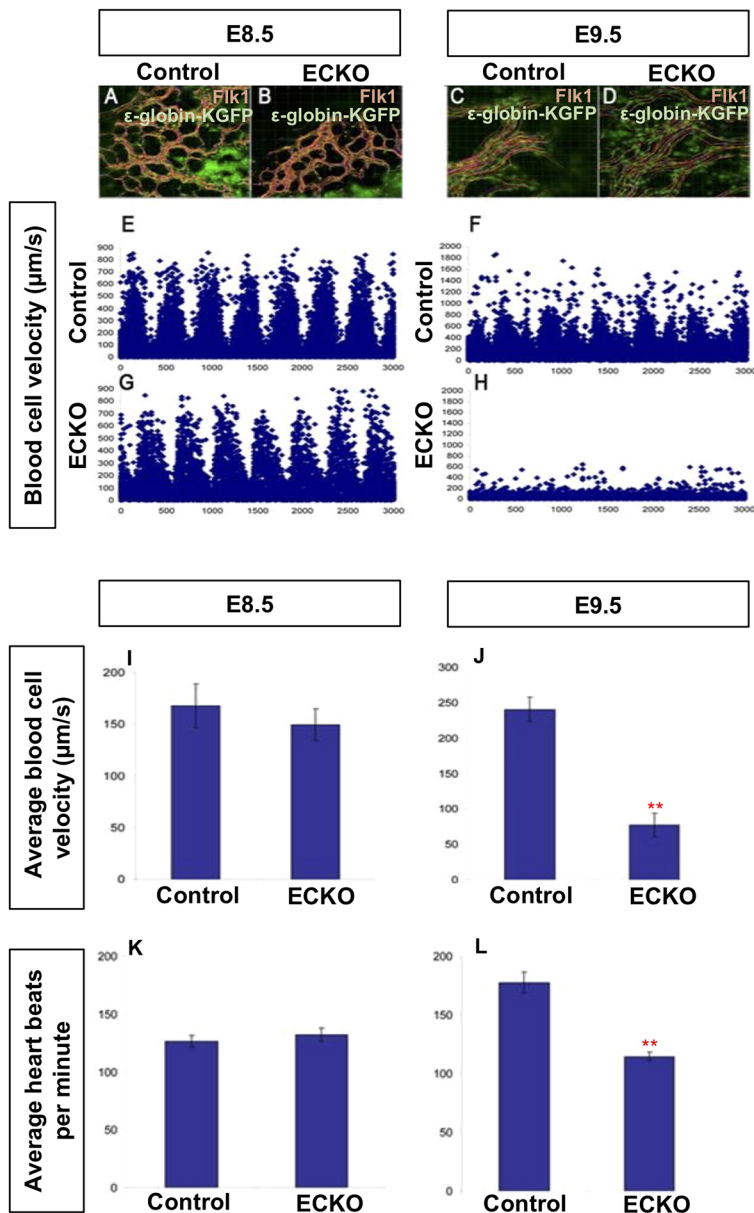 E8.5
E9.5
Control
ECKO
Control
ECKO
A
Flk1
ε-globin-KGFP
B
Flk1
ε-globin-KGFP
C
Flk1
ε-globin-KGFP
D
Flk1
ε-globin-KGFP
Blood cell velocity (µm/s)
Control
E
900
800
700
600
500
400
300
200
100
0
0 500 1000 1500 2000 2500 3000
Control
F
2000
1800
1600
1400
1200
1000
800
600
400
200
0
0 500 1000 1500 2000 2500 3000
ECKO
G
900
800
700
600
500
400
300
200
100
0
0 500 1000 1500 2000 2500 3000
ECKO
H
2000
1800
1600
1400
1200
1000
800
600
400
200
0
0 500 1000 1500 2000 2500 3000
E8.5
E9.5
Average blood cell
velocity (µm/s)
I
200
150
100
50
0
Control ECKO
J
300
250
200
150
100
50
0
**
Control ECKO
Average heart beats
per minute
K
200
150
100
50
0
Control ECKO
L
200
150
100
50
0
**
Control ECKO